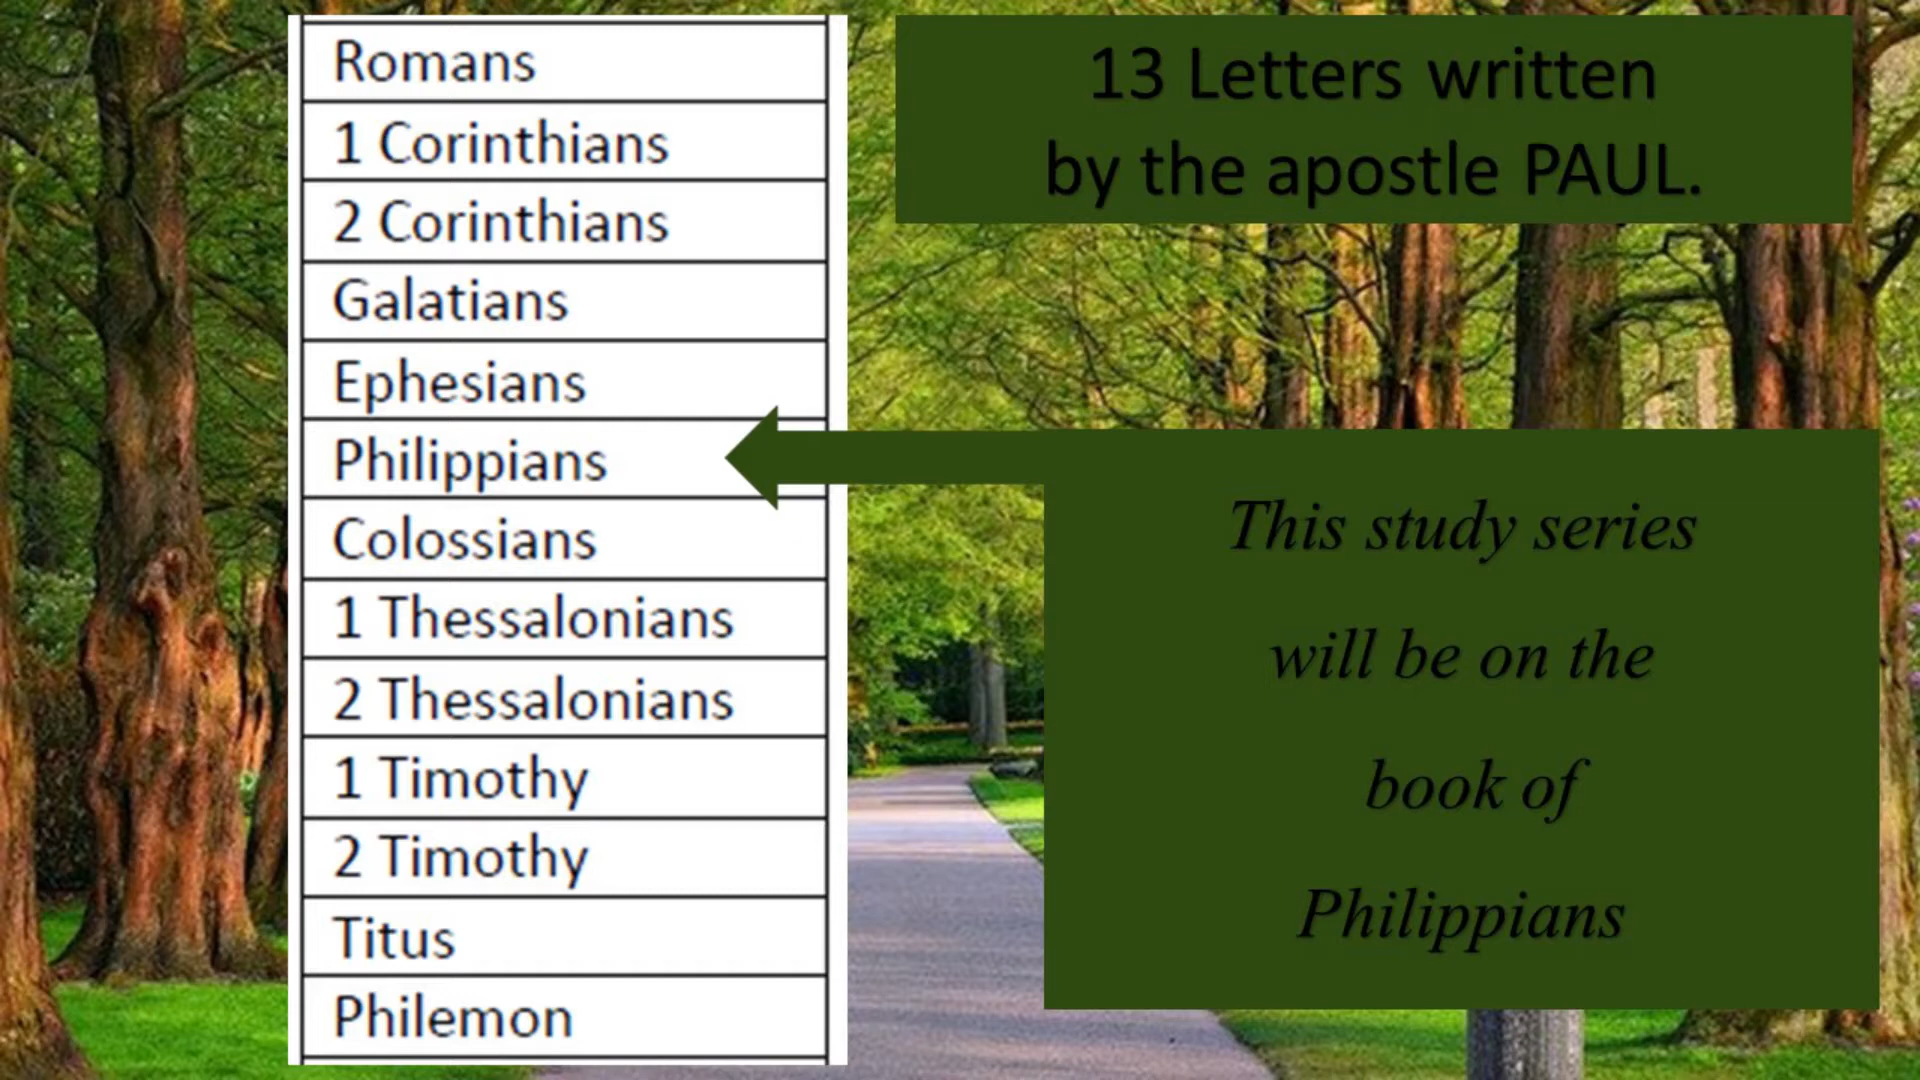 Romans
1 Corinthians
2 Corinthians
Galatians
Ephesians
Philippians
Colossians
1 Thessalonians
2 Thessalonians
1 Timothy
2 Timothy
Titus
Philemon
13 Letters written
by the apostle PAUL.
This study series
will be on the
book of
Philippians